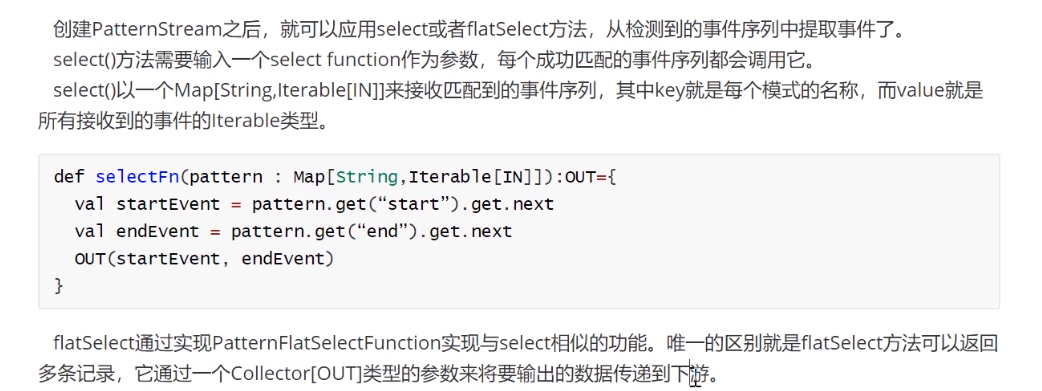 创建PatternStream之后，就可以应用select或者flatSelect方法，从检测到的事件序列中提取事件了。
select()方法需要输入一个select function作为参数，每个成功匹配的事件序列都会调用它。
select()以一个Map[String,Iterable[IN]]来接收匹配到的事件序列，其中key就是每个模式的名称，而value就是
所有接收到的事件的Iterable类型。
def selectFn(pattern : Map[String,Iterable[IN]]):OUT={
  val startEvent = pattern.get(“start”).get.next
  val endEvent = pattern.get(“end”).get.next
  OUT(startEvent, endEvent)
}
flatSelect通过实现PatternFlatSelectFunction实现与select相似的功能。唯一的区别就是flatSelect方法可以返回
多条记录，它通过一个Collector[OUT]类型的参数来将要输出的数据传递到下游。